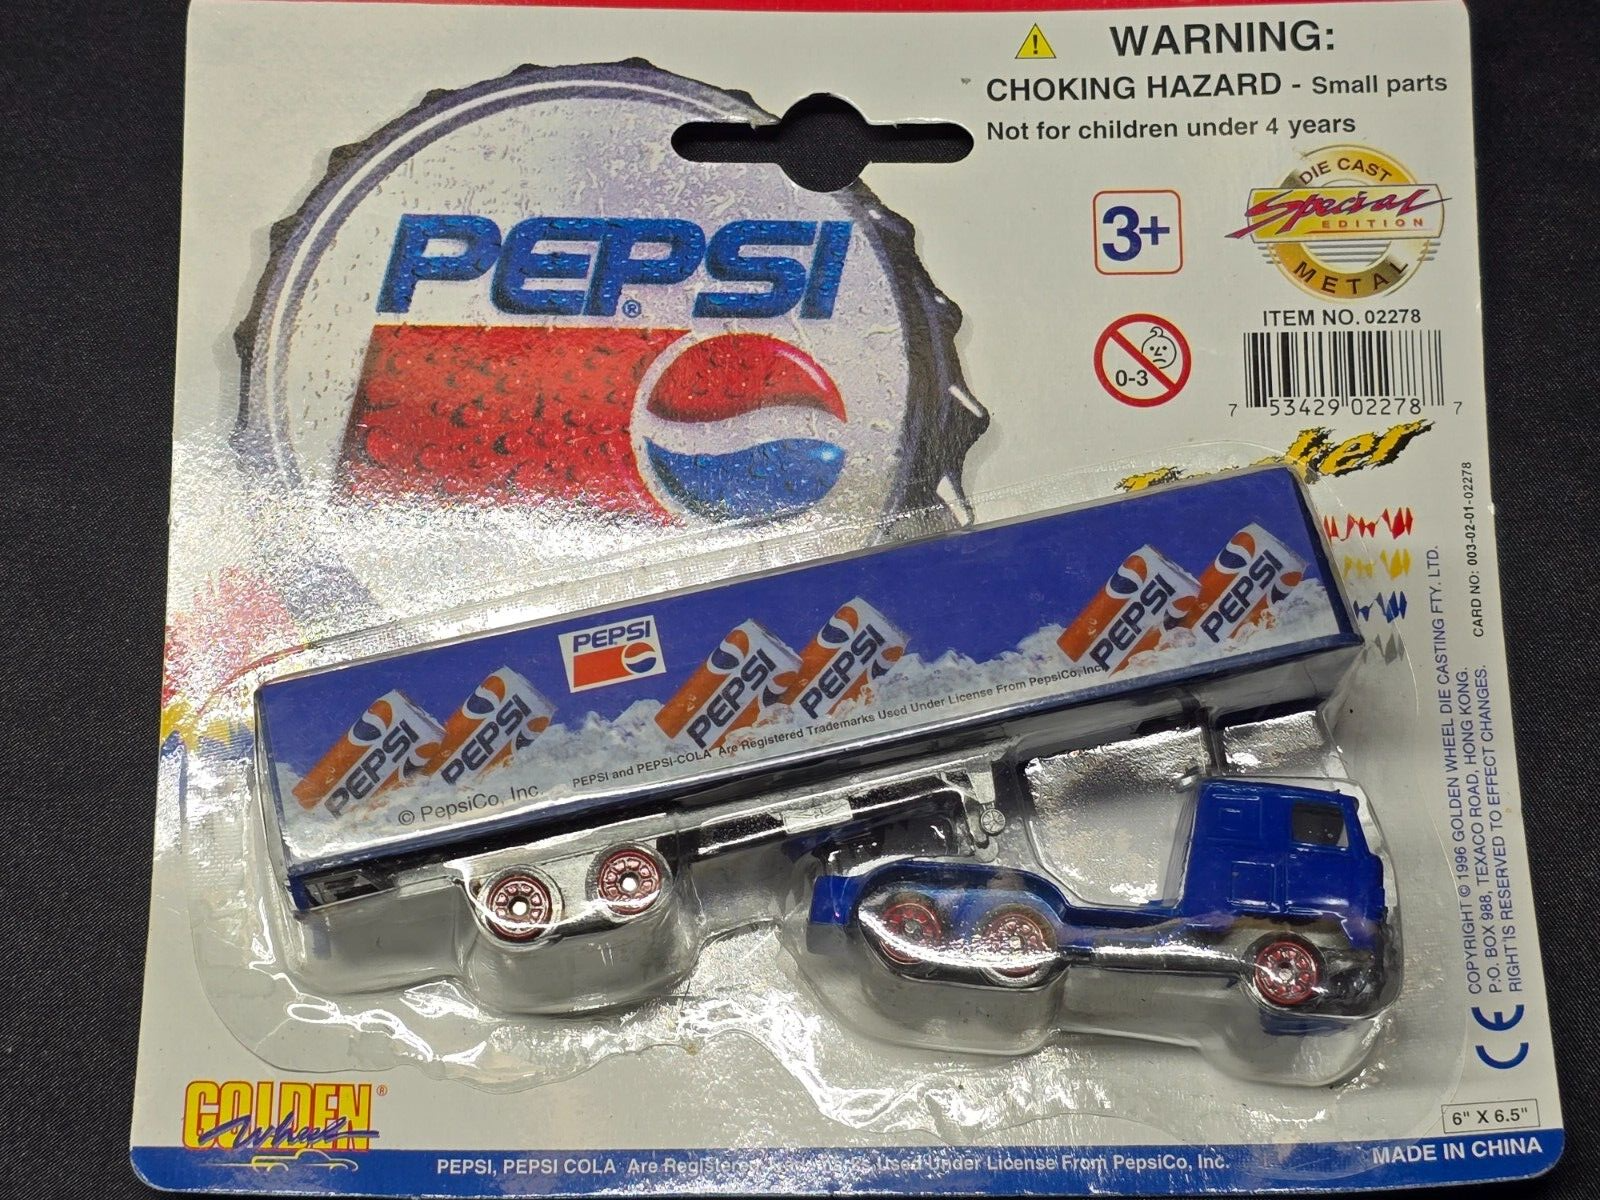 WARNING:
CHOKING HAZARD - Small parts
Not for children under 4 years
PEPSI®
3+
DIE CAST
Special
EDITION
METAL
ITEM NO. 02278
0-3
7 53429 02278 7
PEPSI
PEPSI
PEPSI
PEPSI
PEPSI
PEPSI
PEPSI
PEPSI and PEPSI-COLA Are Registered Trademarks Used Under License From PepsiCo, Inc.
© PepsiCo, Inc.
CARD NO: 003-02-01-02278
COPYRIGHT © 1996 GOLDEN WHEEL DIE CASTING FTY. LTD.
P.O. BOX 988, TEXACO ROAD, HONG KONG.
RIGHT IS RESERVED TO EFFECT CHANGES.
CE
GOLDEN®
Wheel
6" X 6.5"
PEPSI, PEPSI COLA Are Registered Used Under License From PepsiCo, Inc.
MADE IN CHINA